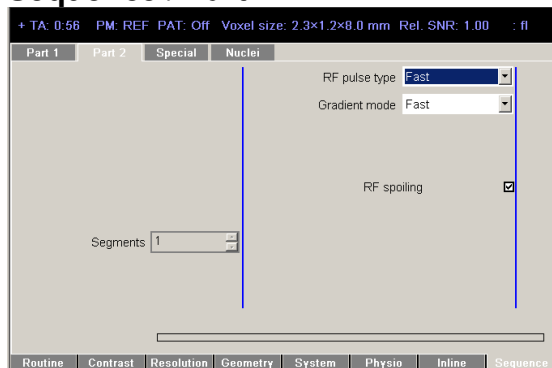 + TA: 0:56 PM: REF PAT: Off Voxel size: 2.3×1.2×8.0 mm Rel. SNR: 1.00 : fl
Part 1 Part 2 Special Nuclei
RF pulse type Fast
Gradient mode Fast
RF spoiling
Segments 1
Routine Contrast Resolution Geometry System Physio Inline Sequence